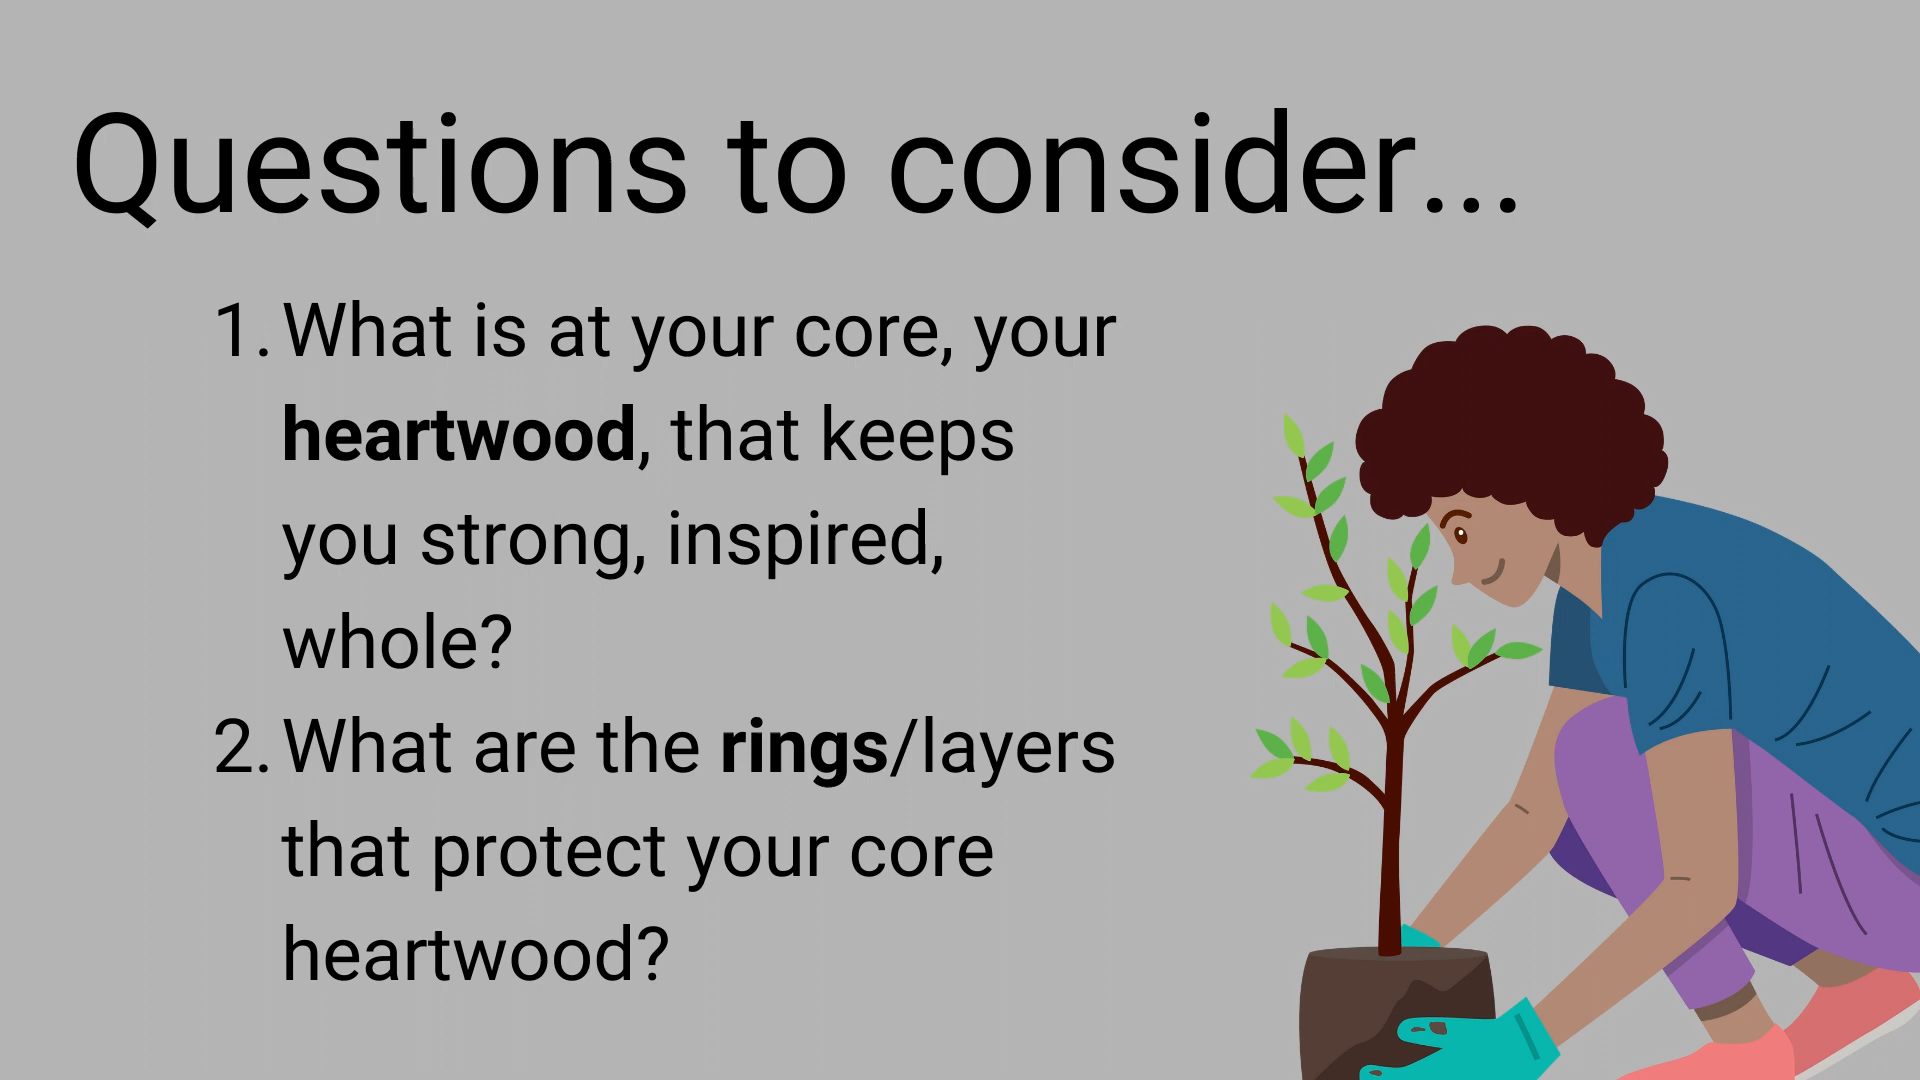 Questions to consider...
1. What is at your core, your
heartwood, that keeps
you strong, inspired,
whole?
2. What are the rings/layers
that protect your core
heartwood?